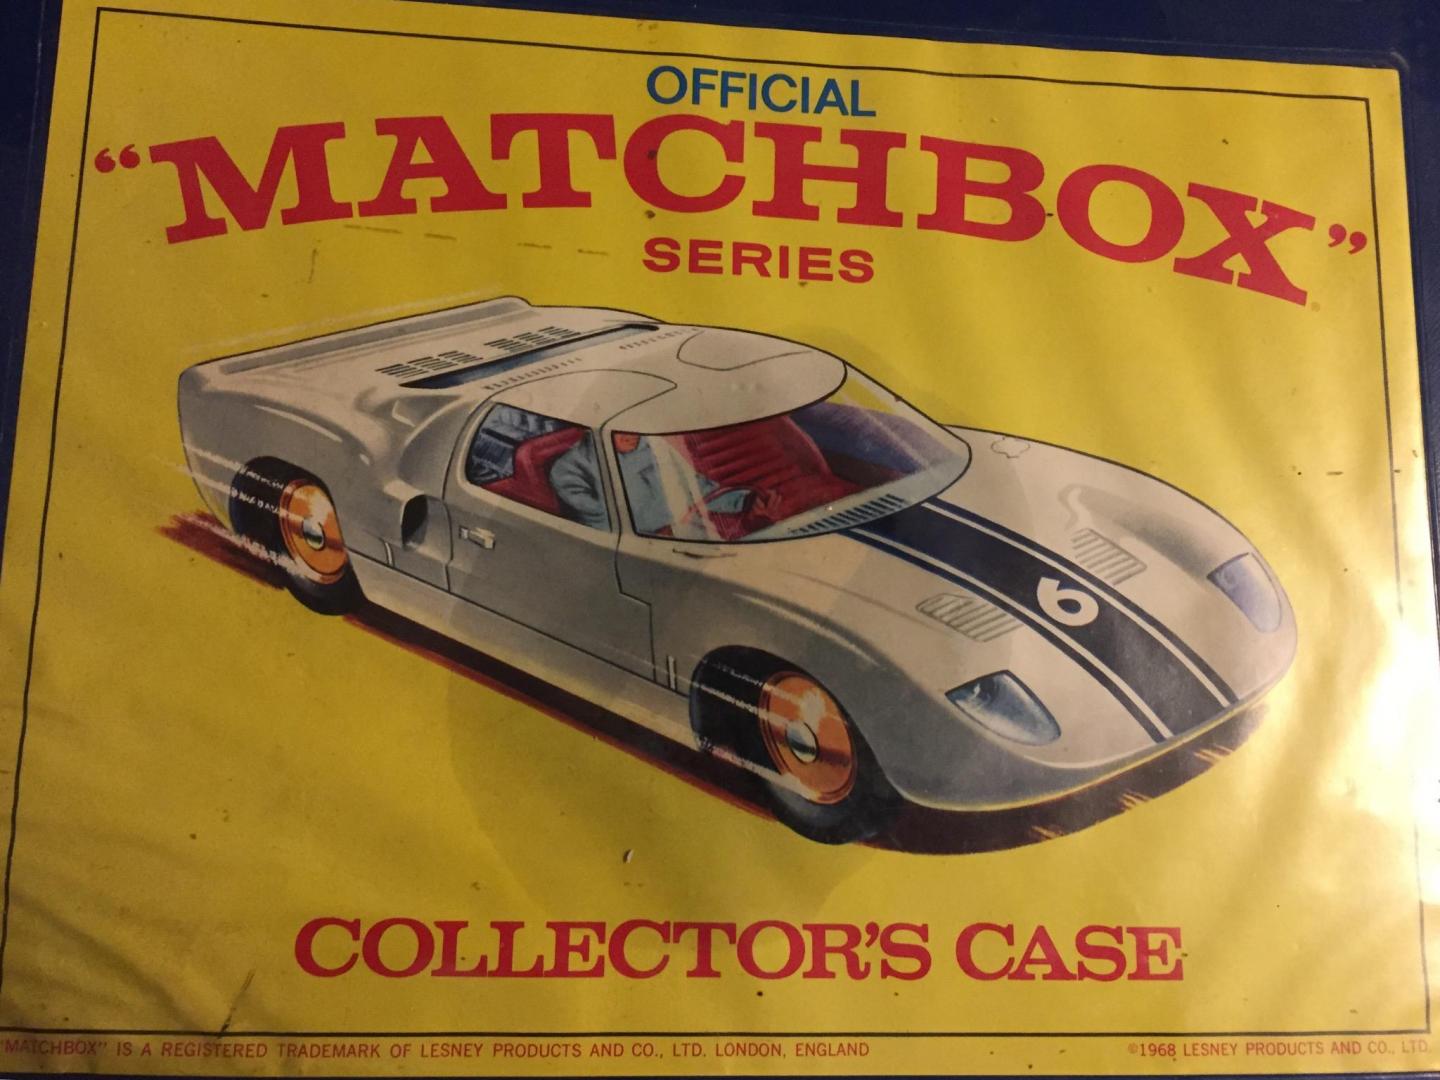 OFFICIAL
"MATCHBOX"
SERIES
6
COLLECTOR'S CASE
"MATCHBOX" IS A REGISTERED TRADEMARK OF LESNEY PRODUCTS AND CO., LTD. LONDON, ENGLAND
©1968 LESNEY PRODUCTS AND CO., LTD.